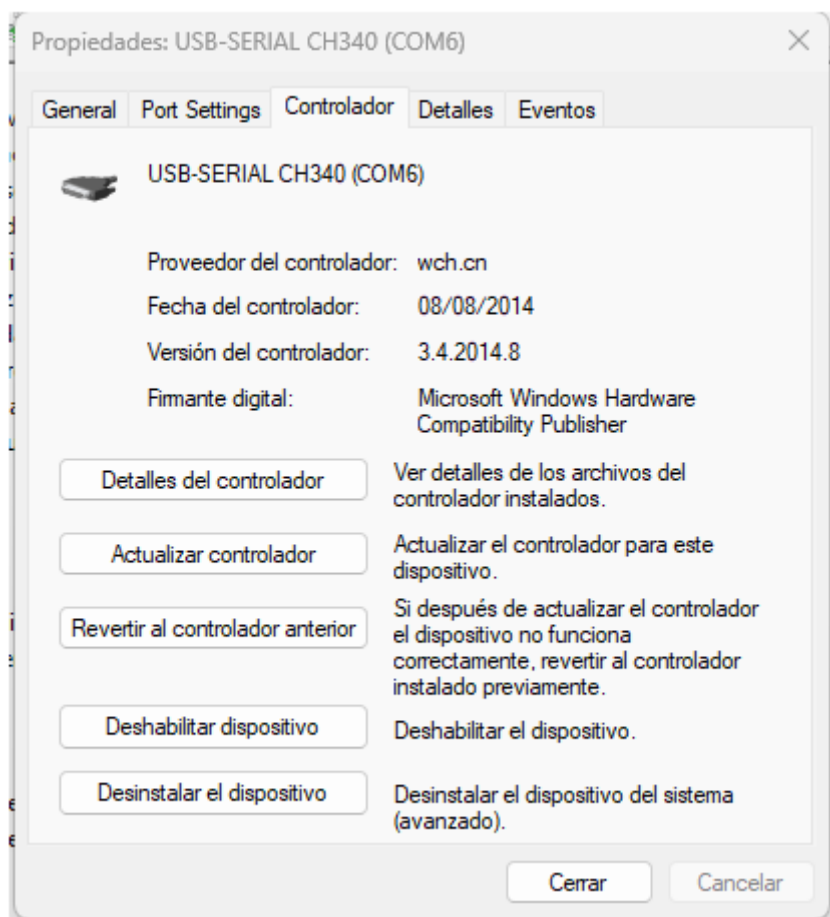 Propiedades: USB-SERIAL CH340 (COM6)
General
Port Settings
Controlador
Detalles
Eventos
USB-SERIAL CH340 (COM6)
Proveedor del controlador: wch.cn
Fecha del controlador: 08/08/2014
Versión del controlador: 3.4.2014.8
Firmante digital: Microsoft Windows Hardware
Compatibility Publisher
Detalles del controlador
Ver detalles de los archivos del
controlador instalados.
Actualizar controlador
Actualizar el controlador para este
dispositivo.
Revertir al controlador anterior
Si después de actualizar el controlador
el dispositivo no funciona
correctamente, revertir al controlador
instalado previamente.
Deshabilitar dispositivo
Deshabilitar el dispositivo.
Desinstalar el dispositivo
Desinstalar el dispositivo del sistema
(avanzado).
Cerrar
Cancelar